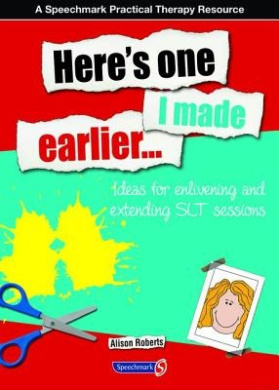 A Speechmark Practical Therapy Resource
Here's one
I made
earlier...
Ideas for enlivening and
extending SLT sessions
Alison Roberts
Speechmark S